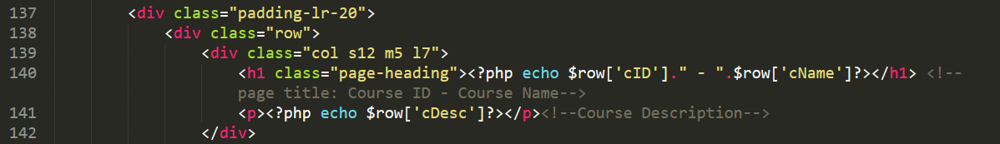 137 <div class="padding-lr-20">
138 <div class="row">
139 <div class="col s12 m5 l7">
140 <h1 class="page-heading"><?php echo $row['cID']." - ".$row['cName']?></h1> <!--
page title: Course ID - Course Name-->
141 <p><?php echo $row['cDesc']?></p><!--Course Description-->
142 </div>